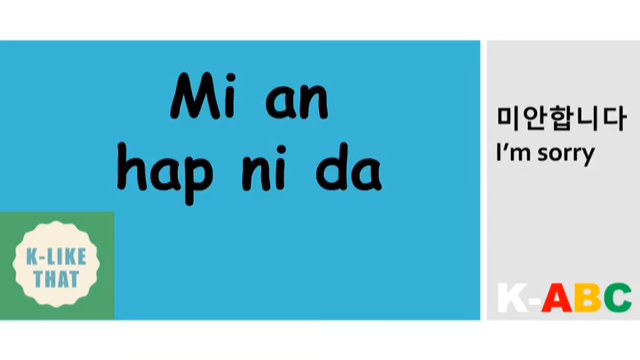 Mi an
hap ni da
미안합니다
I'm sorry
K-LIKE
THAT
K-ABC